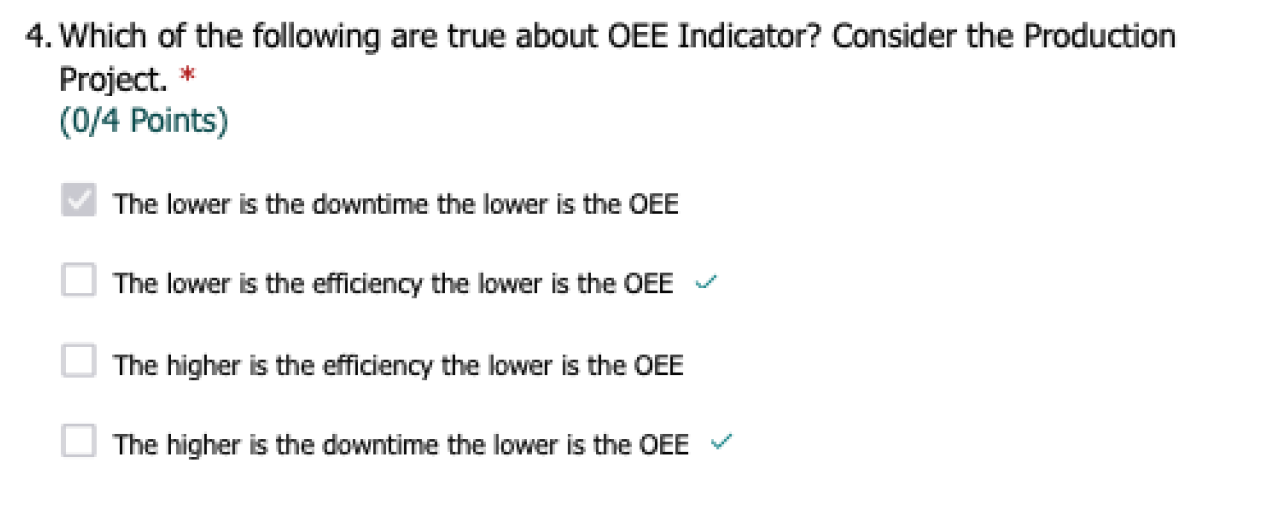 4. Which of the following are true about OEE Indicator? Consider the Production
Project. *
(0/4 Points)
The lower is the downtime the lower is the OEE
The lower is the efficiency the lower is the OEE
The higher is the efficiency the lower is the OEE
The higher is the downtime the lower is the OEE